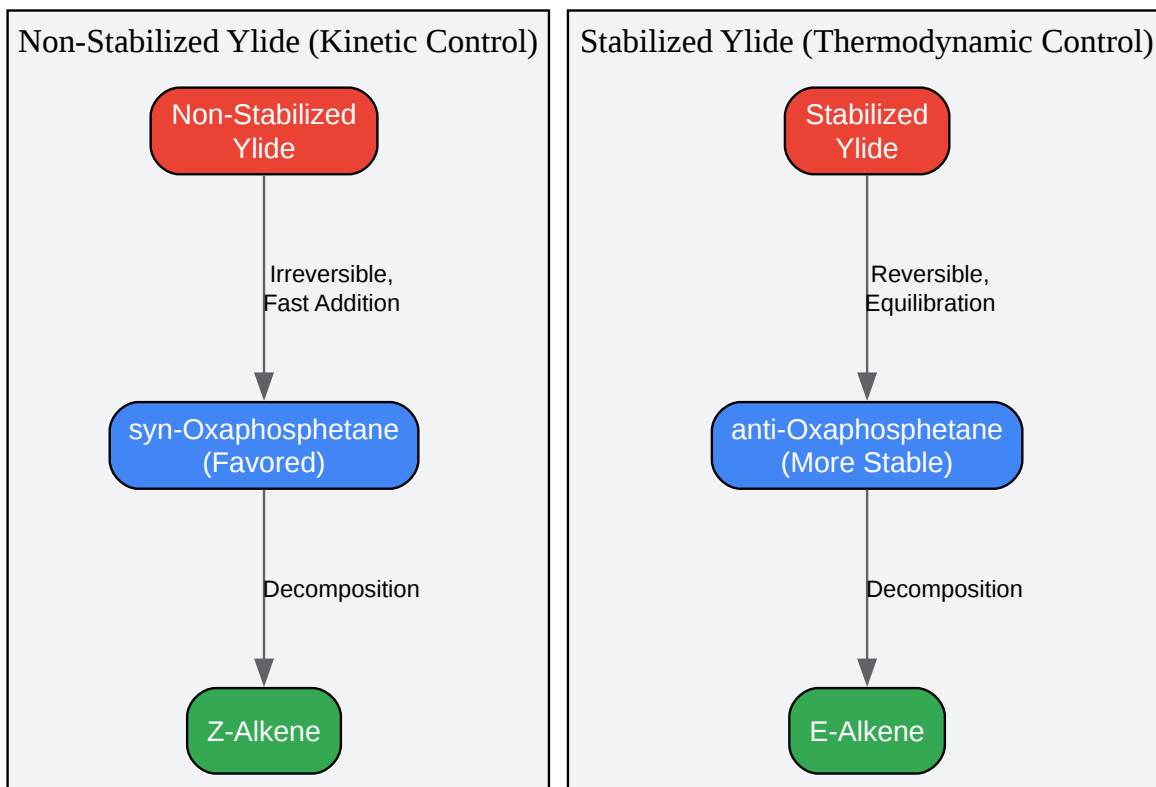 Non-Stabilized Ylide (Kinetic Control)
Non-Stabilized
Ylide
Irreversible,
Fast Addition
syn-Oxaphosphetane
(Favored)
Decomposition
Z-Alkene
Stabilized Ylide (Thermodynamic Control)
Stabilized
Ylide
Reversible,
Equilibration
anti-Oxaphosphetane
(More Stable)
Decomposition
E-Alkene